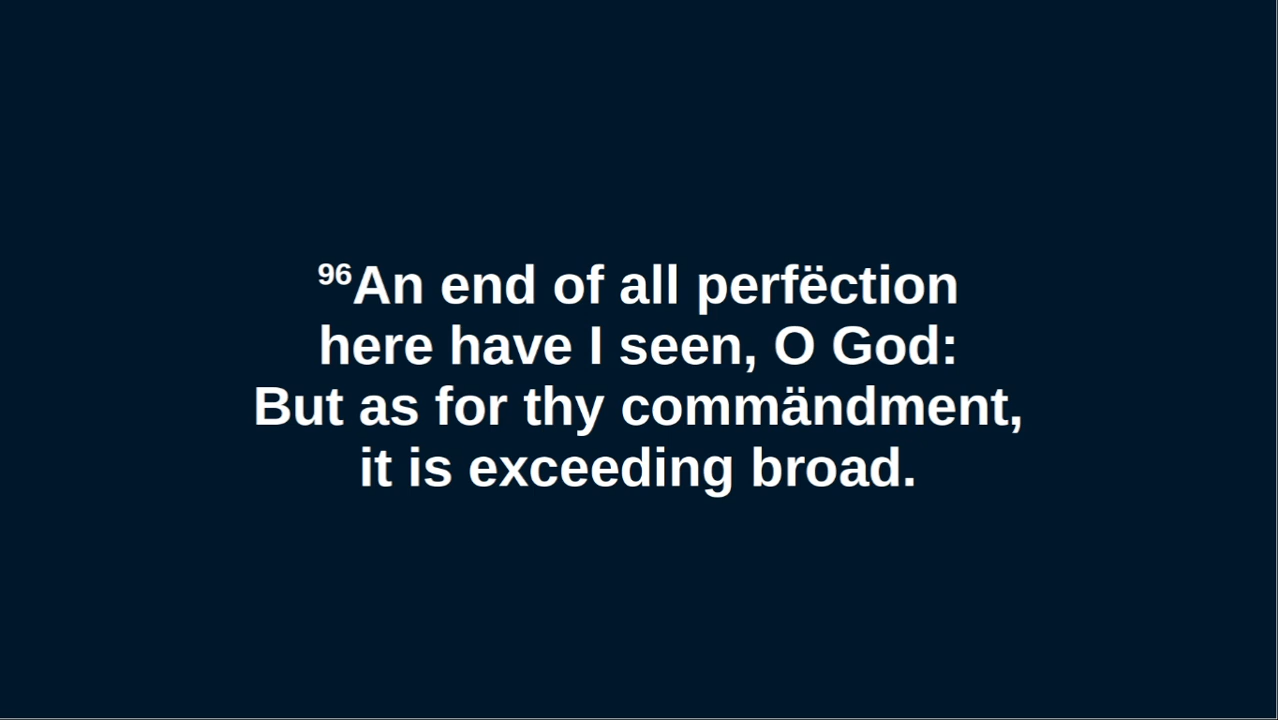 ⁹⁶An end of all perfëction
here have I seen, O God:
But as for thy commändment,
it is exceeding broad.